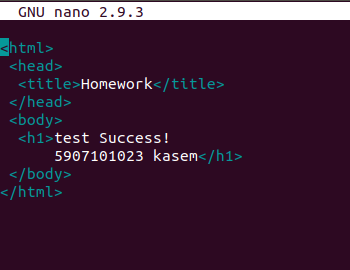 GNU nano 2.9.3
<html>
<head>
<title>Homework</title>
</head>
<body>
<h1>test Success!
5907101023 kasem</h1>
</body>
</html>